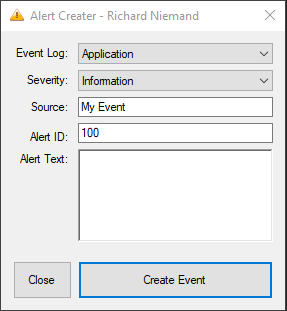 Alert Creater - Richard Niemand
Event Log: Application
Severity: Information
Source: My Event
Alert ID: 100
Alert Text:
Close Create Event